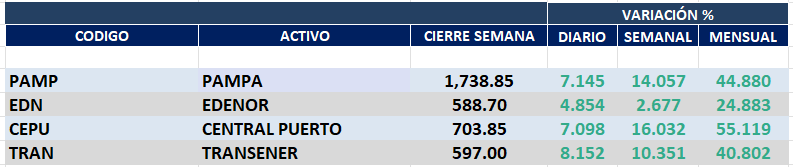 VARIACIÓN %
CODIGO ACTIVO CIERRE SEMANA DIARIO SEMANAL MENSUAL
PAMP PAMPA 1,738.85 7.145 14.057 44.880
EDN EDENOR 588.70 4.854 2.677 24.883
CEPU CENTRAL PUERTO 703.85 7.098 16.032 55.119
TRAN TRANSENER 597.00 8.152 10.351 40.802